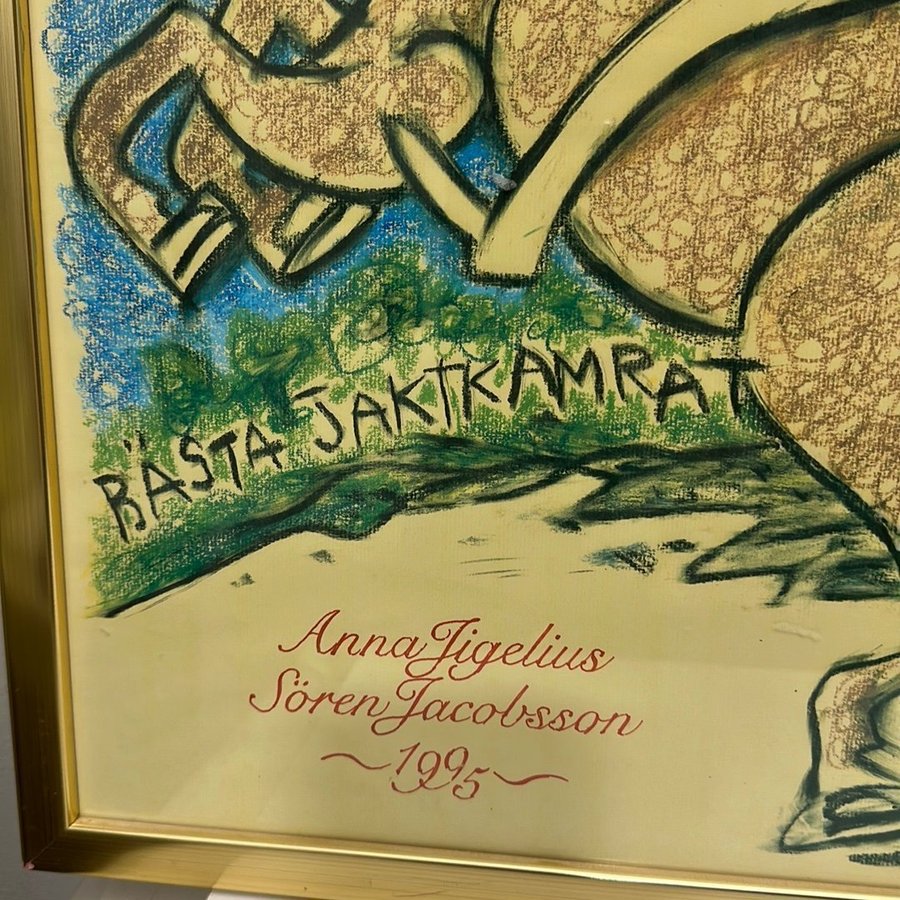 BÄSTA JAKTKAMRAT
Anna Jigelius
Sören Jacobsson
~1995~